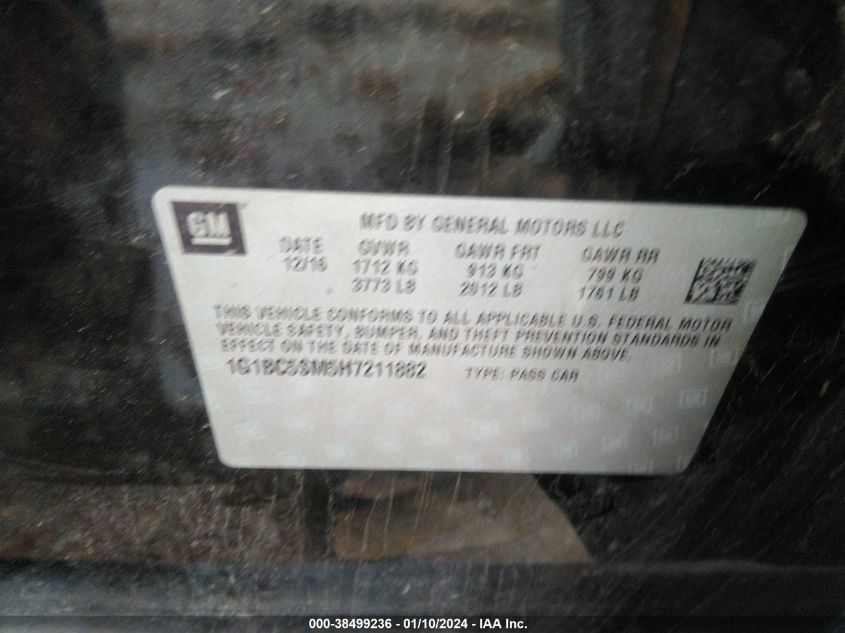 GM
MFD BY GENERAL MOTORS LLC
DATE GVWR GAWR FRT GAWR RR
12/16 1712 KG 913 KG 799 KG
3773 LB 2012 LB 1761 LB
THIS VEHICLE CONFORMS TO ALL APPLICABLE U.S. FEDERAL MOTOR
VEHICLE SAFETY, BUMPER, AND THEFT PREVENTION STANDARDS IN
EFFECT ON THE DATE OF MANUFACTURE SHOWN ABOVE.
1G1BC5SM5H7211882 TYPE: PASS CAR
000-38499236 - 01/10/2024 - IAA Inc.